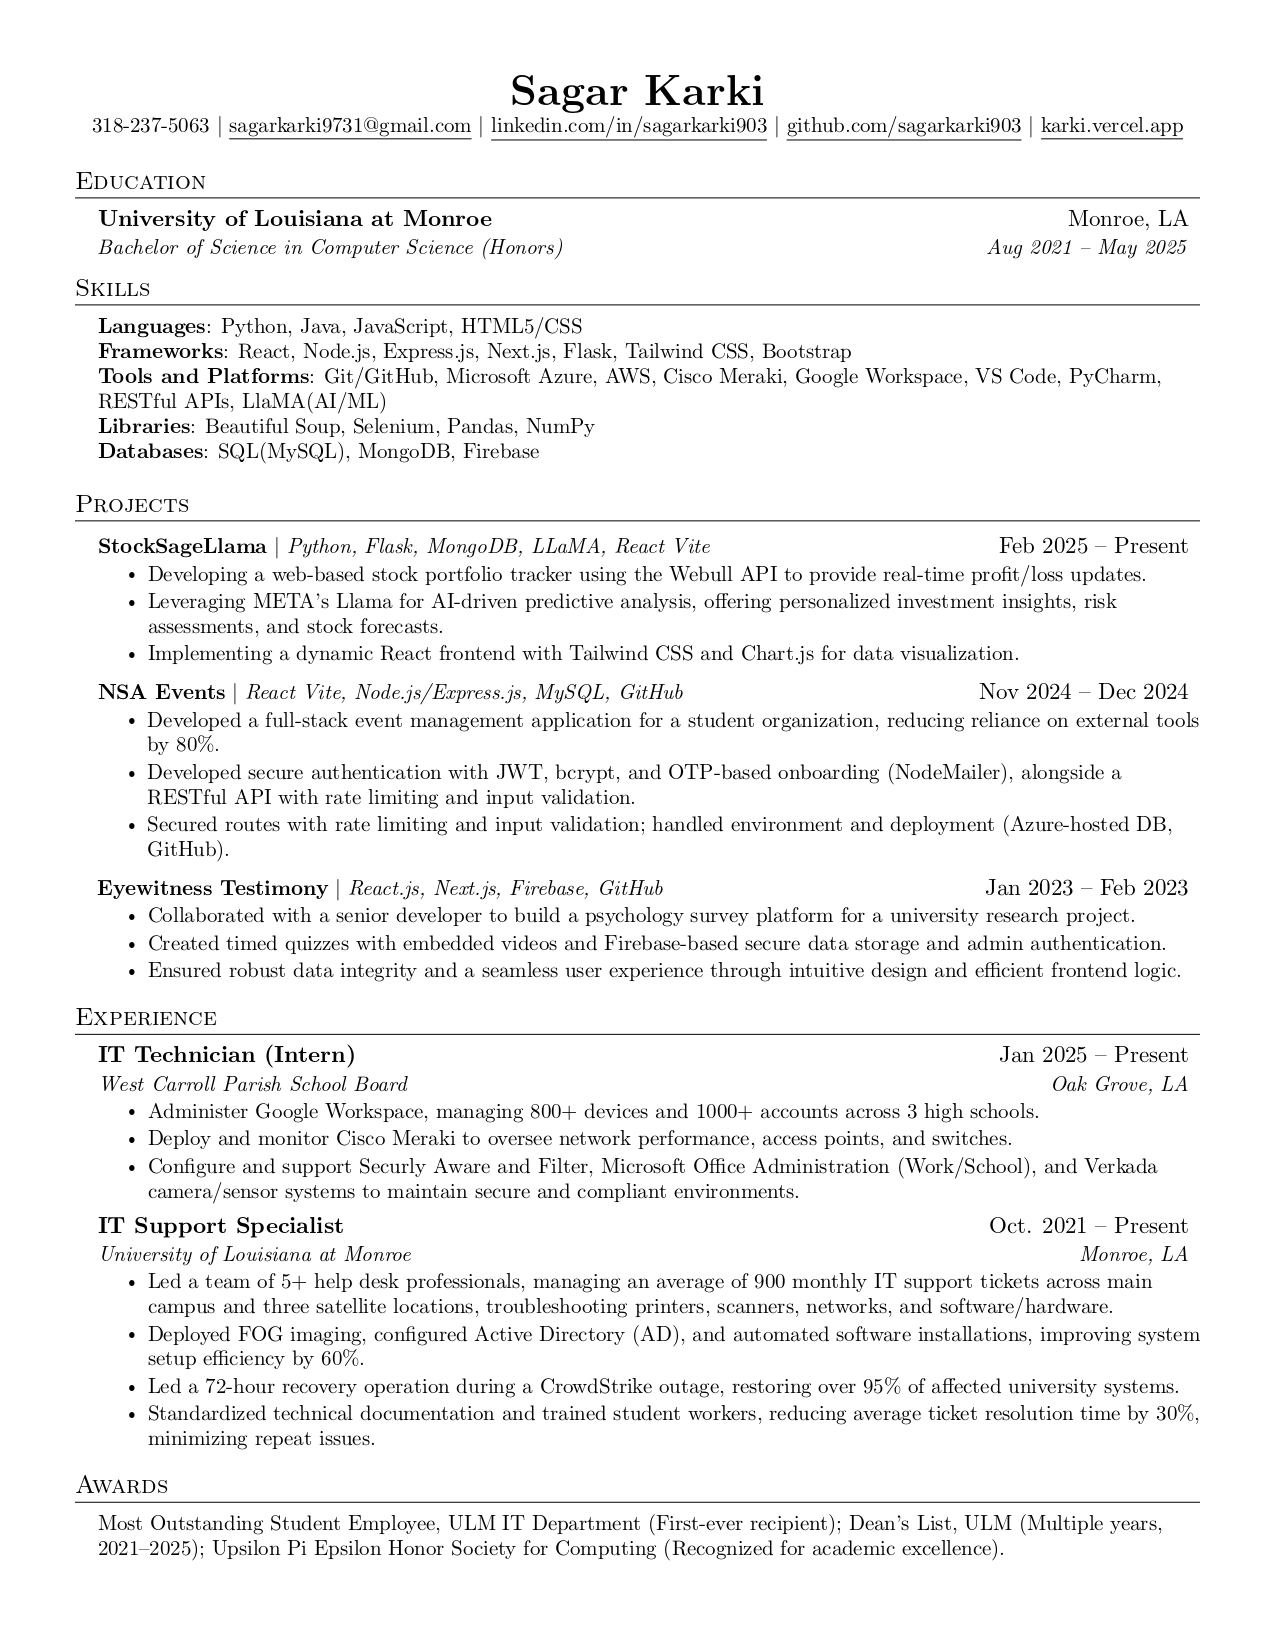 Sagar Karki
318-237-5063 | sagarkarki9731@gmail.com | linkedin.com/in/sagarkarki903 | github.com/sagarkarki903 | karki.vercel.app
Education
University of Louisiana at Monroe Monroe, LA
Bachelor of Science in Computer Science (Honors) Aug 2021 – May 2025
Skills
Languages: Python, Java, JavaScript, HTML5/CSS
Frameworks: React, Node.js, Express.js, Next.js, Flask, Tailwind CSS, Bootstrap
Tools and Platforms: Git/GitHub, Microsoft Azure, AWS, Cisco Meraki, Google Workspace, VS Code, PyCharm,
RESTful APIs, LlaMA(AI/ML)
Libraries: Beautiful Soup, Selenium, Pandas, NumPy
Databases: SQL(MySQL), MongoDB, Firebase
Projects
StockSageLlama | Python, Flask, MongoDB, LLaMA, React Vite Feb 2025 – Present
• Developing a web-based stock portfolio tracker using the Webull API to provide real-time profit/loss updates.
• Leveraging META's Llama for AI-driven predictive analysis, offering personalized investment insights, risk
assessments, and stock forecasts.
• Implementing a dynamic React frontend with Tailwind CSS and Chart.js for data visualization.
NSA Events | React Vite, Node.js/Express.js, MySQL, GitHub Nov 2024 – Dec 2024
• Developed a full-stack event management application for a student organization, reducing reliance on external tools
by 80%.
• Developed secure authentication with JWT, bcrypt, and OTP-based onboarding (NodeMailer), alongside a
RESTful API with rate limiting and input validation.
• Secured routes with rate limiting and input validation; handled environment and deployment (Azure-hosted DB,
GitHub).
Eyewitness Testimony | React.js, Next.js, Firebase, GitHub Jan 2023 – Feb 2023
• Collaborated with a senior developer to build a psychology survey platform for a university research project.
• Created timed quizzes with embedded videos and Firebase-based secure data storage and admin authentication.
• Ensured robust data integrity and a seamless user experience through intuitive design and efficient frontend logic.
Experience
IT Technician (Intern) Jan 2025 – Present
West Carroll Parish School Board Oak Grove, LA
• Administer Google Workspace, managing 800+ devices and 1000+ accounts across 3 high schools.
• Deploy and monitor Cisco Meraki to oversee network performance, access points, and switches.
• Configure and support Securly Aware and Filter, Microsoft Office Administration (Work/School), and Verkada
camera/sensor systems to maintain secure and compliant environments.
IT Support Specialist Oct. 2021 – Present
University of Louisiana at Monroe Monroe, LA
• Led a team of 5+ help desk professionals, managing an average of 900 monthly IT support tickets across main
campus and three satellite locations, troubleshooting printers, scanners, networks, and software/hardware.
• Deployed FOG imaging, configured Active Directory (AD), and automated software installations, improving system
setup efficiency by 60%.
• Led a 72-hour recovery operation during a CrowdStrike outage, restoring over 95% of affected university systems.
• Standardized technical documentation and trained student workers, reducing average ticket resolution time by 30%,
minimizing repeat issues.
Awards
Most Outstanding Student Employee, ULM IT Department (First-ever recipient); Dean's List, ULM (Multiple years,
2021–2025); Upsilon Pi Epsilon Honor Society for Computing (Recognized for academic excellence).